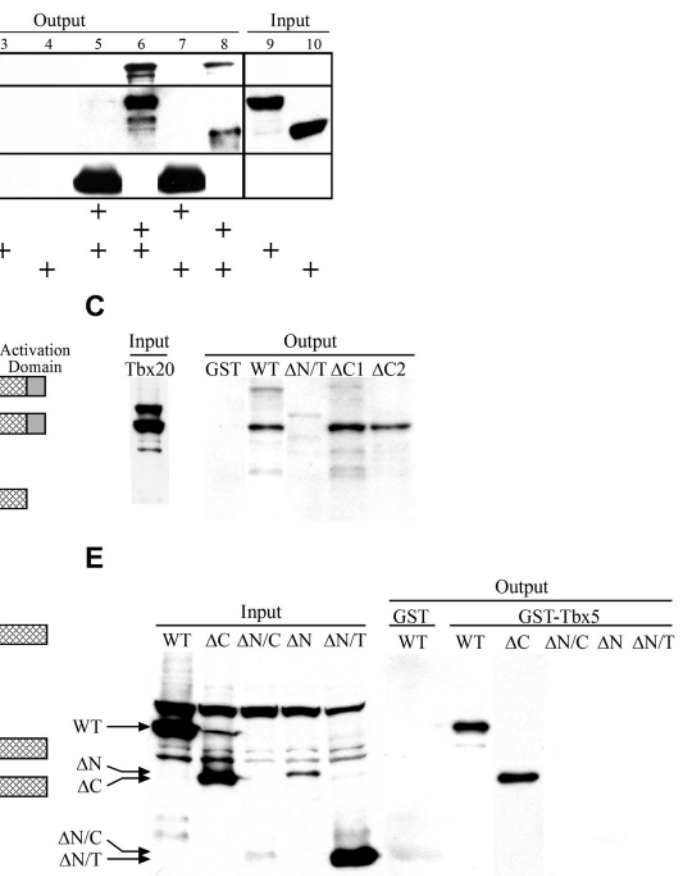 Output Input
3 4 5 6 7 8 9 10
+ +
+ +
+ + + +
+ + + +
C
Activation
Domain
Input Output
Tbx20 GST WT ΔN/T ΔC1 ΔC2
E
Output
Input GST GST-Tbx5
WT ΔC ΔN/C ΔN ΔN/T WT WT ΔC ΔN/C ΔN ΔN/T
WT
ΔN
ΔC
ΔN/C
ΔN/T